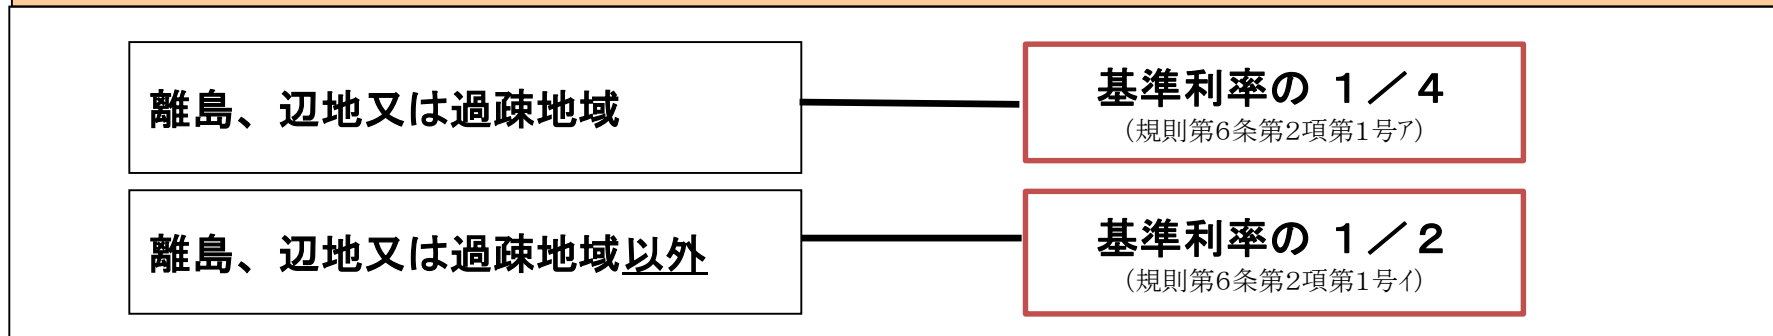 離島、辺地又は過疎地域
基準利率の １／４
（規則第６条第２項第１号ｱ）
離島、辺地又は過疎地域以外
基準利率の １／２
（規則第６条第２項第１号ｲ）